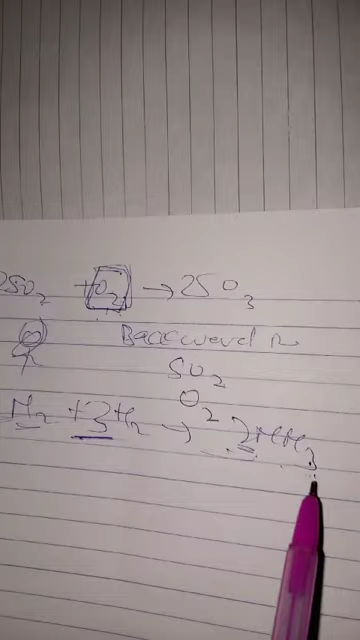 2SO2 + O2 → 2SO3
Backward
SO2
O2
N2 + 3H2 → 2NH3